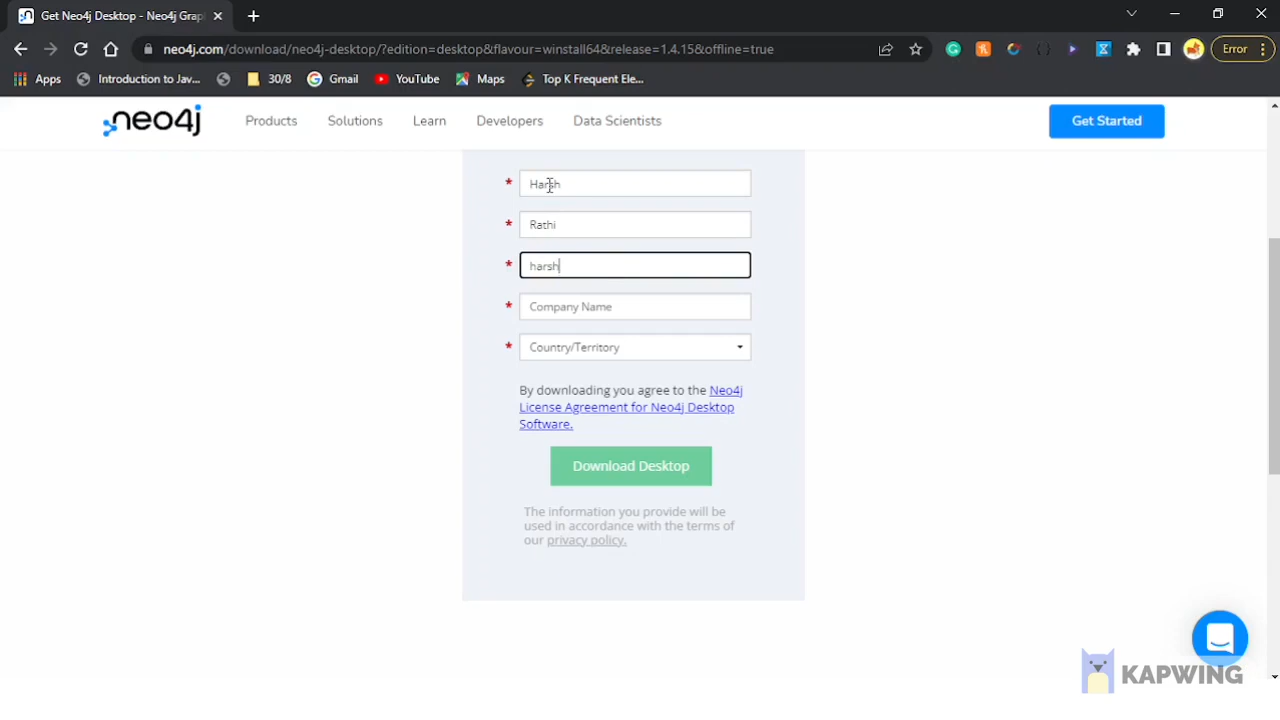 Get Neo4j Desktop - Neo4j Grap
neo4j.com/download/neo4j-desktop/?edition=desktop&flavour=winstall64&release=1.4.15&offline=true
Error
Apps
Introduction to Jav...
30/8
Gmail
YouTube
Maps
Top K Frequent Ele...
neo4j
Products
Solutions
Learn
Developers
Data Scientists
Get Started
* Harsh
* Rathi
* harsh
* Company Name
* Country/Territory
By downloading you agree to the Neo4j
License Agreement for Neo4j Desktop
Software.
Download Desktop
The information you provide will be
used in accordance with the terms of
our privacy policy.
KAPWING